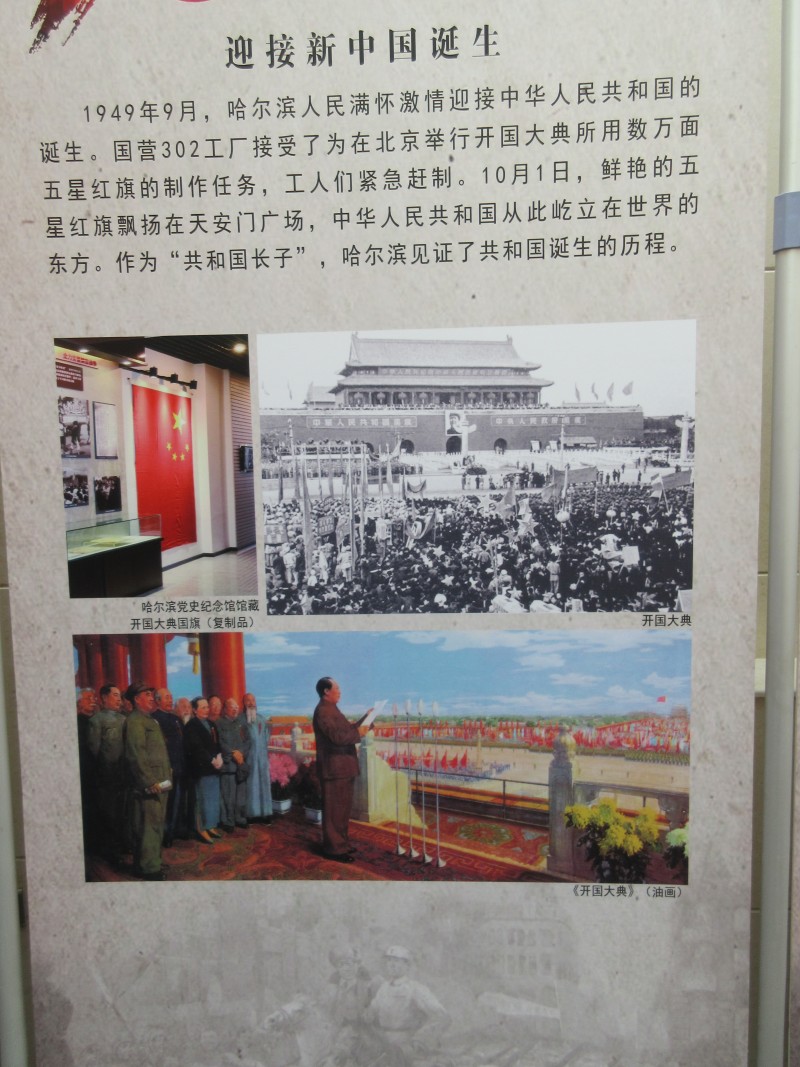 迎接新中国诞生
1949年9月，哈尔滨人民满怀激情迎接中华人民共和国的
诞生。国营302工厂接受了为在北京举行开国大典所用数万面
五星红旗的制作任务，工人们紧急赶制。10月1日，鲜艳的五
星红旗飘扬在天安门广场，中华人民共和国从此屹立在世界的
东方。作为“共和国长子”，哈尔滨见证了共和国诞生的历程。
哈尔滨党史纪念馆馆藏
开国大典国旗（复制品）
开国大典
《开国大典》（油画）